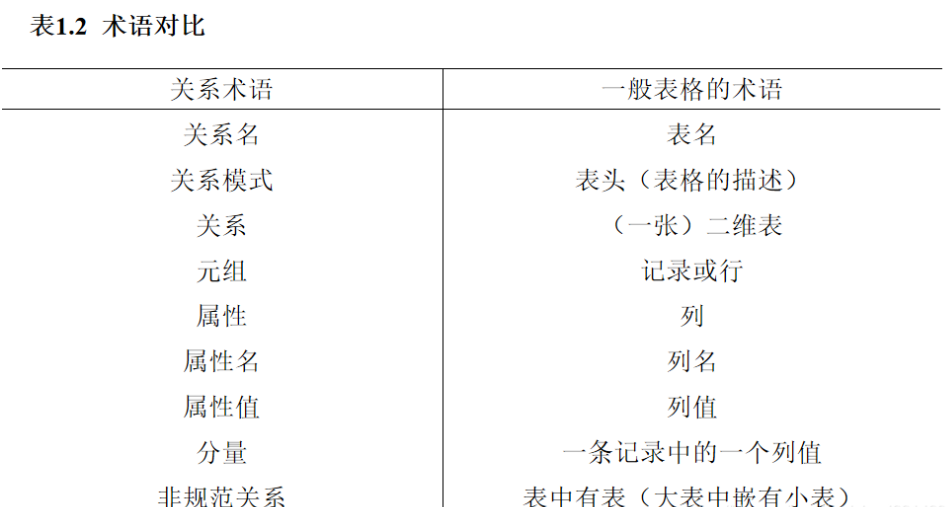 表1.2 术语对比
关系术语 一般表格的术语
关系名 表名
关系模式 表头（表格的描述）
关系 （一张）二维表
元组 记录或行
属性 列
属性名 列名
属性值 列值
分量 一条记录中的一个列值
非规范关系 表中有表（大表中嵌有小表）